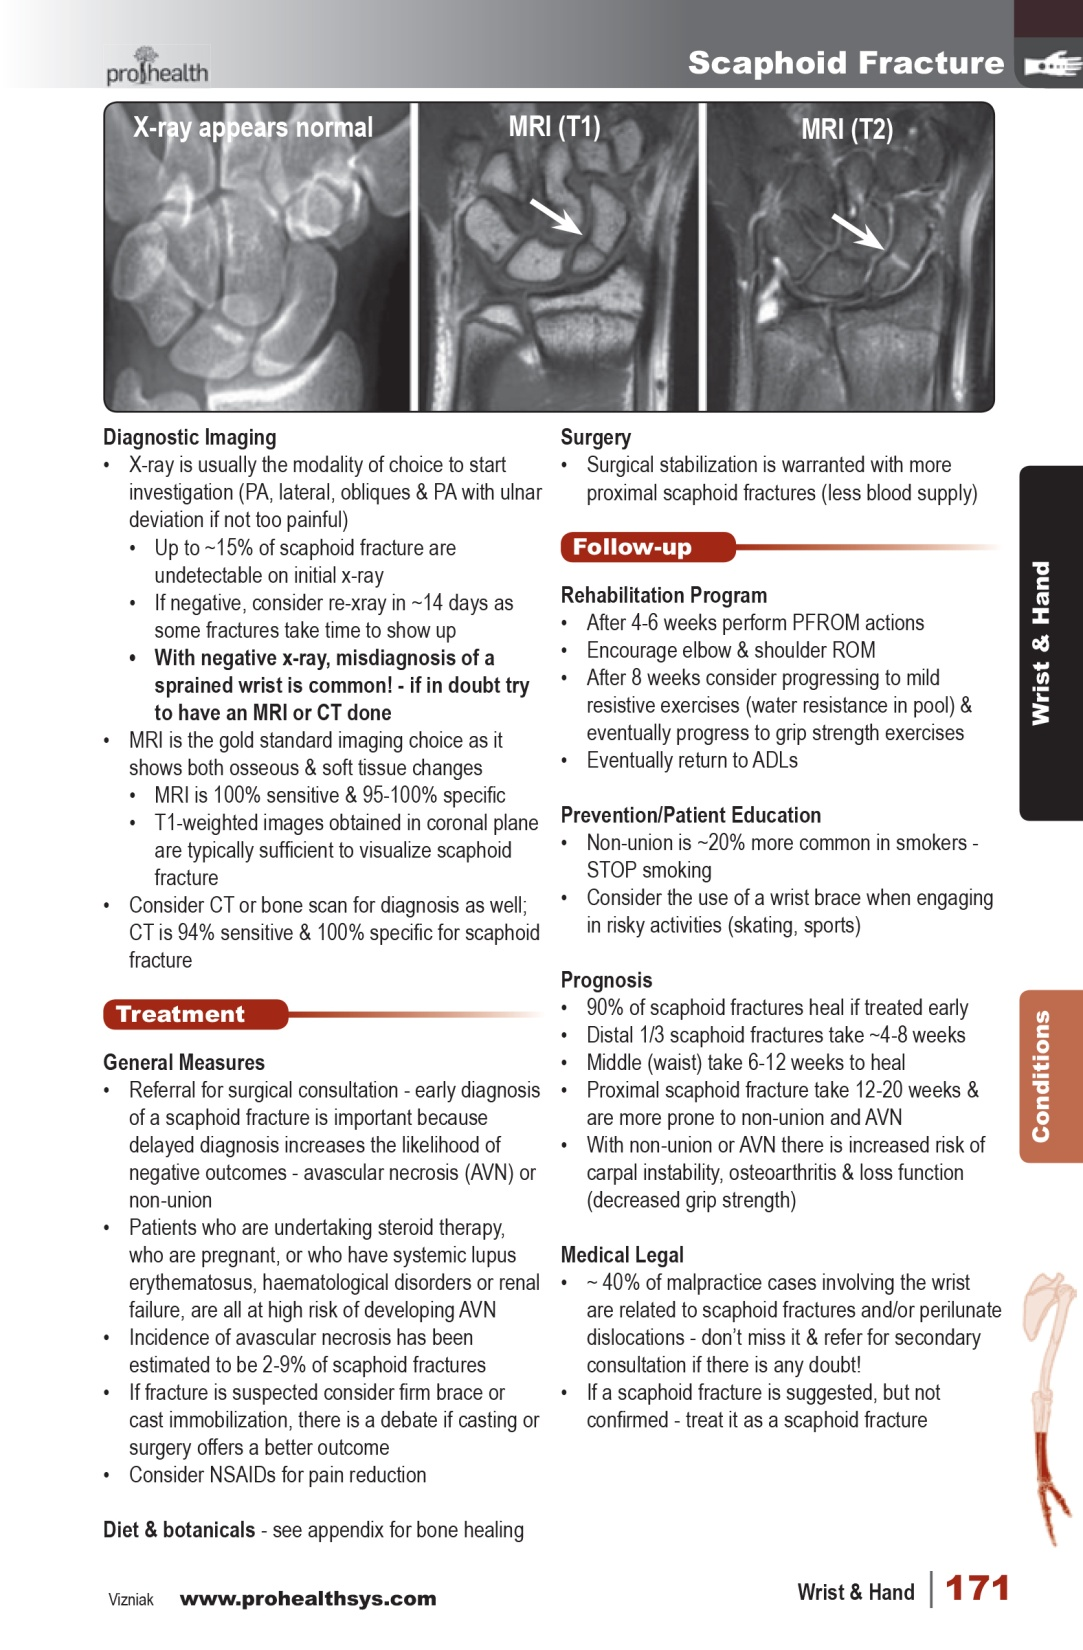 prohealth
Scaphoid Fracture
X-ray appears normal
MRI (T1)
MRI (T2)
Diagnostic Imaging
• X-ray is usually the modality of choice to start
investigation (PA, lateral, obliques & PA with ulnar
deviation if not too painful)
• Up to ~15% of scaphoid fracture are
undetectable on initial x-ray
• If negative, consider re-xray in ~14 days as
some fractures take time to show up
• With negative x-ray, misdiagnosis of a
sprained wrist is common! - if in doubt try
to have an MRI or CT done
• MRI is the gold standard imaging choice as it
shows both osseous & soft tissue changes
• MRI is 100% sensitive & 95-100% specific
• T1-weighted images obtained in coronal plane
are typically sufficient to visualize scaphoid
fracture
• Consider CT or bone scan for diagnosis as well;
CT is 94% sensitive & 100% specific for scaphoid
fracture
Treatment
General Measures
• Referral for surgical consultation - early diagnosis
of a scaphoid fracture is important because
delayed diagnosis increases the likelihood of
negative outcomes - avascular necrosis (AVN) or
non-union
• Patients who are undertaking steroid therapy,
who are pregnant, or who have systemic lupus
erythematosus, haematological disorders or renal
failure, are all at high risk of developing AVN
• Incidence of avascular necrosis has been
estimated to be 2-9% of scaphoid fractures
• If fracture is suspected consider firm brace or
cast immobilization, there is a debate if casting or
surgery offers a better outcome
• Consider NSAIDs for pain reduction
Diet & botanicals - see appendix for bone healing
Surgery
• Surgical stabilization is warranted with more
proximal scaphoid fractures (less blood supply)
Follow-up
Rehabilitation Program
• After 4-6 weeks perform PFROM actions
• Encourage elbow & shoulder ROM
• After 8 weeks consider progressing to mild
resistive exercises (water resistance in pool) &
eventually progress to grip strength exercises
• Eventually return to ADLs
Prevention/Patient Education
• Non-union is ~20% more common in smokers -
STOP smoking
• Consider the use of a wrist brace when engaging
in risky activities (skating, sports)
Prognosis
• 90% of scaphoid fractures heal if treated early
• Distal 1/3 scaphoid fractures take ~4-8 weeks
• Middle (waist) take 6-12 weeks to heal
• Proximal scaphoid fracture take 12-20 weeks &
are more prone to non-union and AVN
• With non-union or AVN there is increased risk of
carpal instability, osteoarthritis & loss function
(decreased grip strength)
Medical Legal
• ~ 40% of malpractice cases involving the wrist
are related to scaphoid fractures and/or perilunate
dislocations - don’t miss it & refer for secondary
consultation if there is any doubt!
• If a scaphoid fracture is suggested, but not
confirmed - treat it as a scaphoid fracture
Wrist & Hand
Conditions
Vizniak www.prohealthsys.com
Wrist & Hand 171